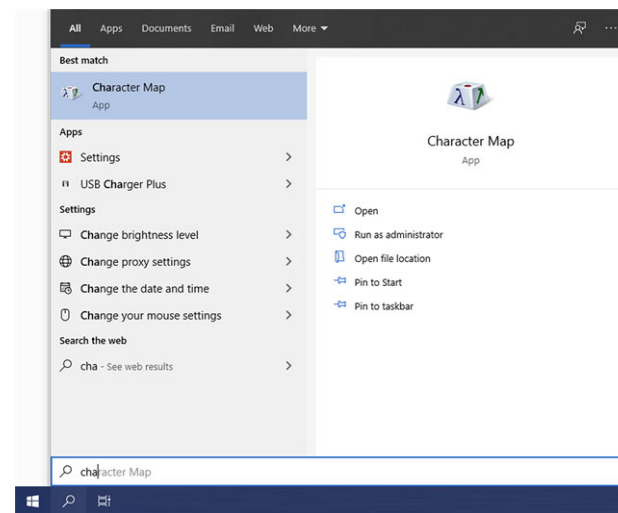 All Apps Documents Email Web More
Best match
Character Map
App
Apps
Settings
USB Charger Plus
Settings
Change brightness level
Change proxy settings
Change the date and time
Change your mouse settings
Search the web
cha - See web results
Character Map
App
Open
Run as administrator
Open file location
Pin to Start
Pin to taskbar
character Map